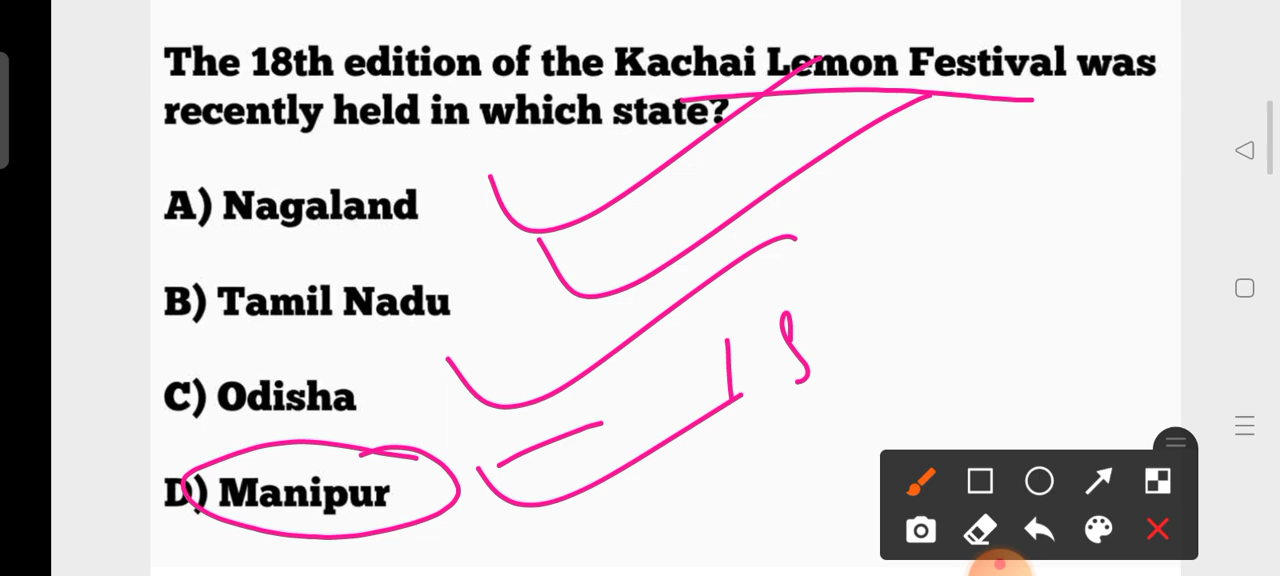 The 18th edition of the Kachai Lemon Festival was
recently held in which state?
A) Nagaland
B) Tamil Nadu
C) Odisha
D) Manipur